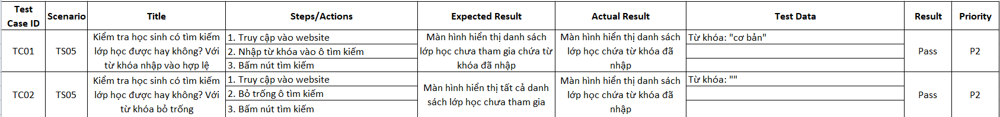 Test Case ID
Scenario
Title
Steps/Actions
Expected Result
Actual Result
Test Data
Result
Priority
TC01
TS05
Kiểm tra học sinh có tìm kiếm
lớp học được hay không? Với
từ khóa nhập vào hợp lệ
1. Truy cập vào website
2. Nhập từ khóa vào ô tìm kiếm
3. Bấm nút tìm kiếm
Màn hình hiển thị danh sách
lớp học chưa tham gia chứa từ
khóa đã nhập
Màn hình hiển thị danh sách
lớp học chứa từ khóa đã
nhập
Từ khóa: "cơ bản"
Pass
P2
TC02
TS05
Kiểm tra học sinh có tìm kiếm
lớp học được hay không? Với
từ khóa bỏ trống
1. Truy cập vào website
2. Bỏ trống ô tìm kiếm
3. Bấm nút tìm kiếm
Màn hình hiển thị tất cả danh
sách lớp học chưa tham gia
Màn hình hiển thị danh sách
lớp học chứa từ khóa đã
nhập
Từ khóa: ""
Pass
P2